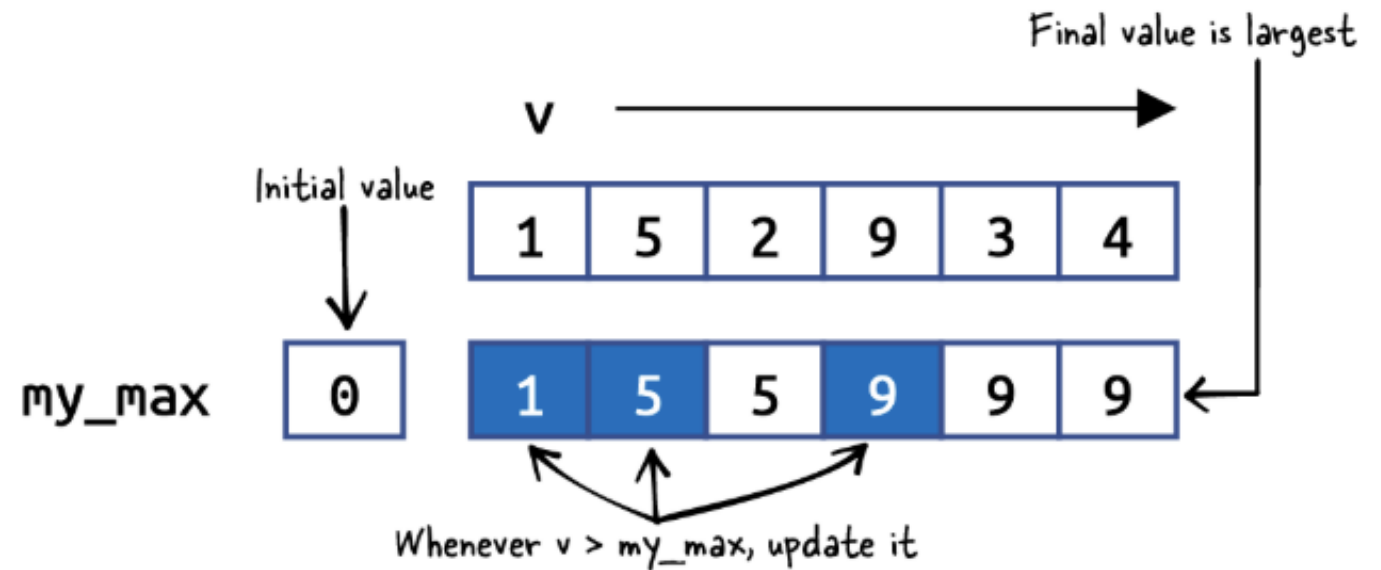 Final value is largest
v
Initial value
1 5 2 9 3 4
my_max 0 1 5 5 9 9 9
Whenever v > my_max, update it